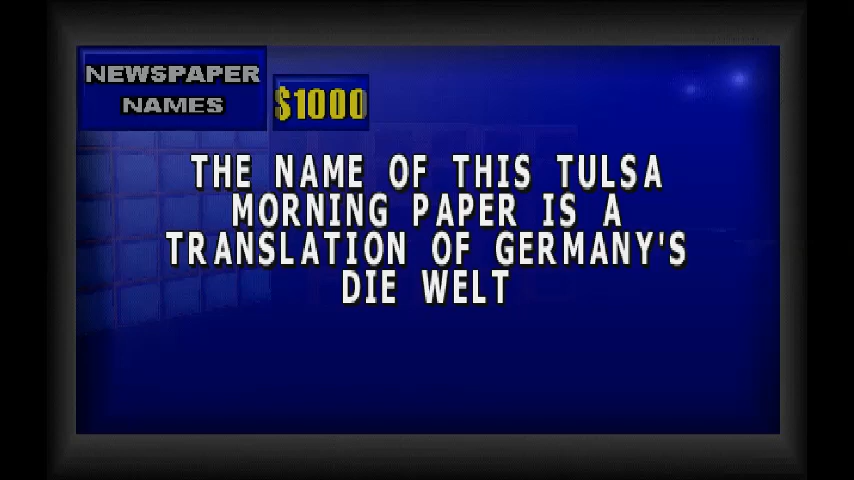 NEWSPAPER
NAMES
$1000
THE NAME OF THIS TULSA
MORNING PAPER IS A
TRANSLATION OF GERMANY'S
DIE WELT